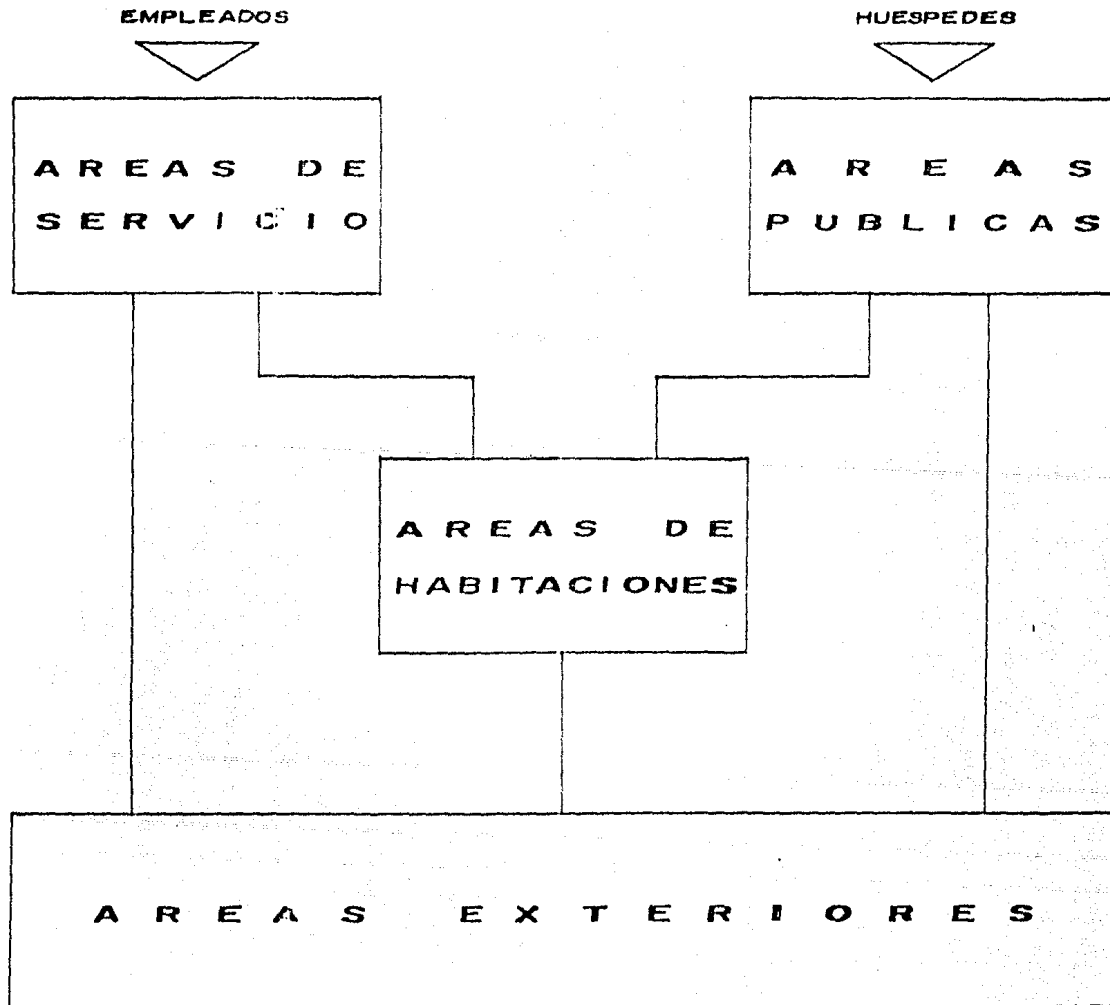 EMPLEADOS
HUESPEDES
AREAS DE
SERVICIO
AREAS
PUBLICAS
AREAS DE
HABITACIONES
AREAS EXTERIORES